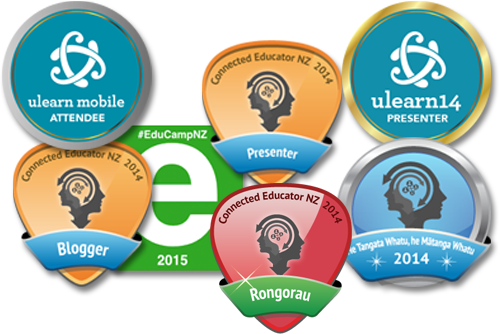 ulearn mobile
ATTENDEE
Connected Educator NZ 2014
Presenter
ulearn14
PRESENTER
#EduCampNZ
e
2015
Connected Educator NZ 2014
Blogger
Connected Educator NZ 2014
Rongorau
he Tangata Whatu, he Mātanga Whatu
2014